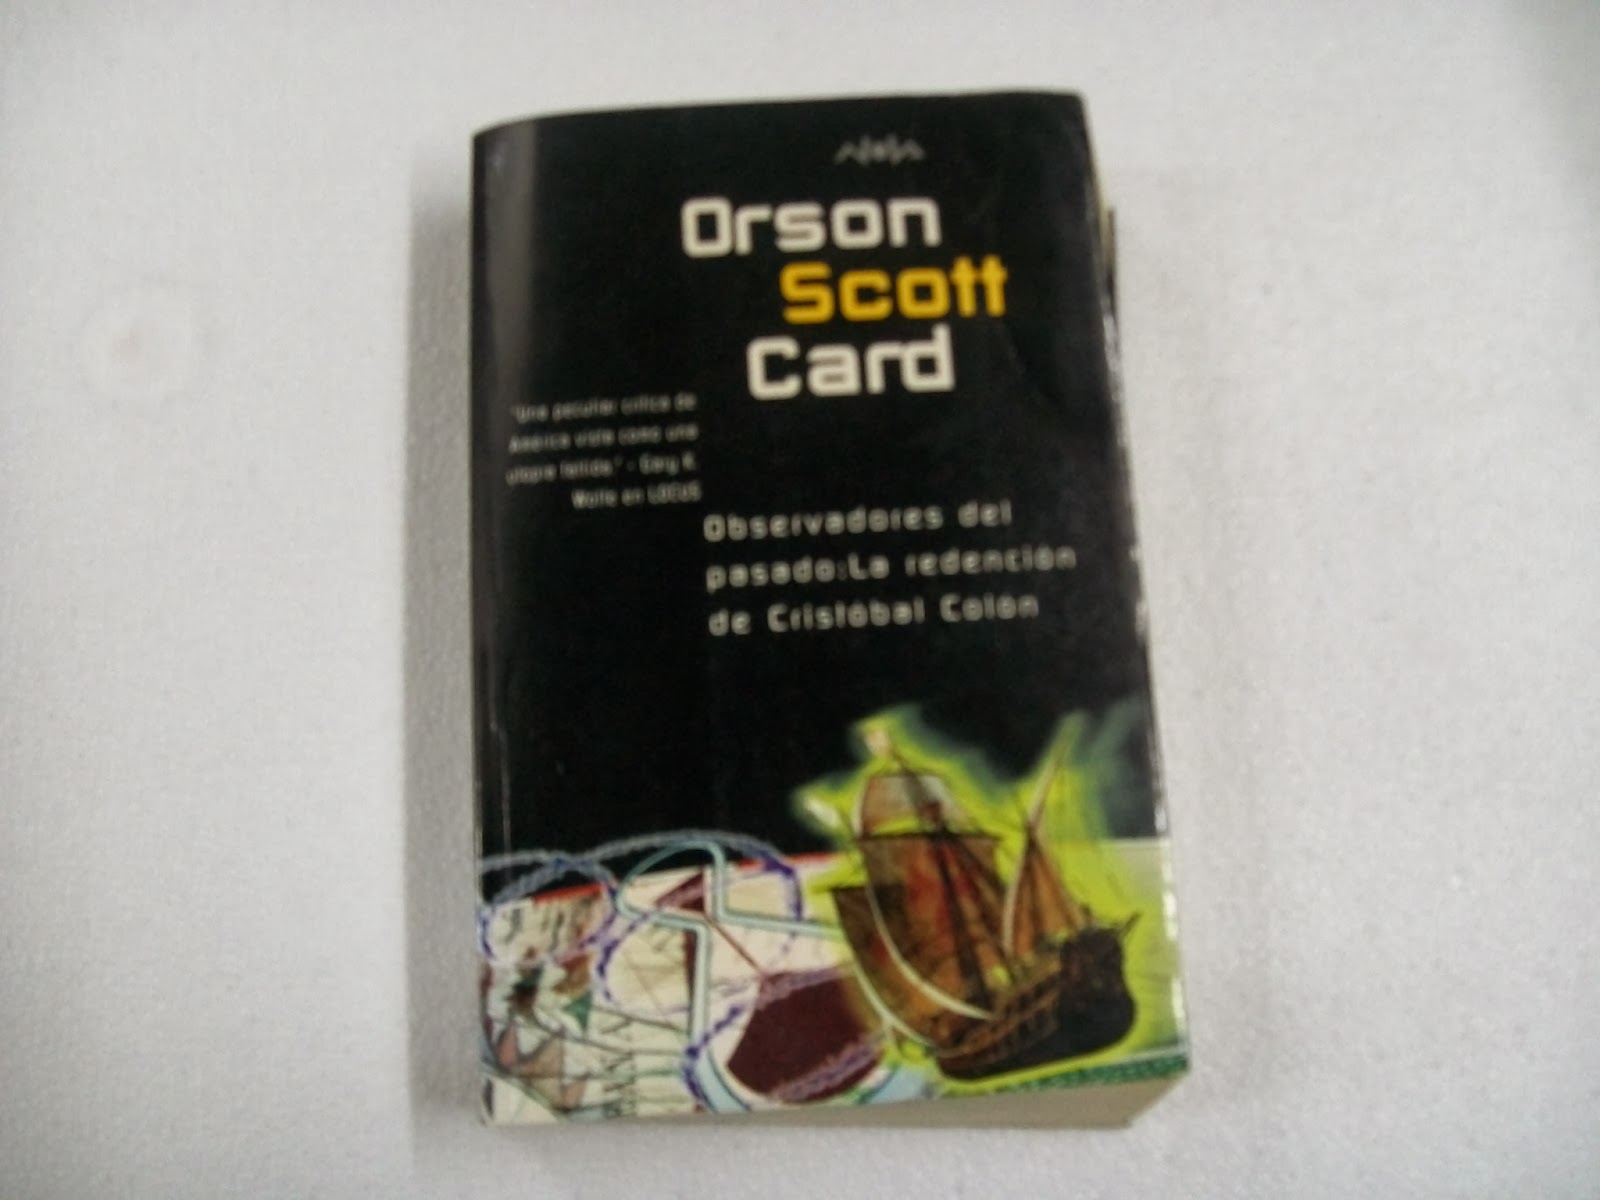 Orson
Scott
Card
"Una peculiar crítica de
América vista como una
utopía fallida." - Gary K.
Wolfe en LOCUS
Observadores del
pasado:La redención
de Cristóbal Colón